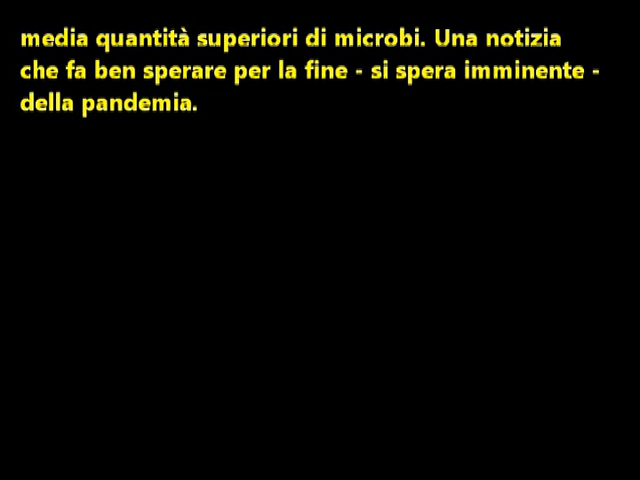 media quantità superiori di microbi. Una notizia
che fa ben sperare per la fine - si spera imminente -
della pandemia.